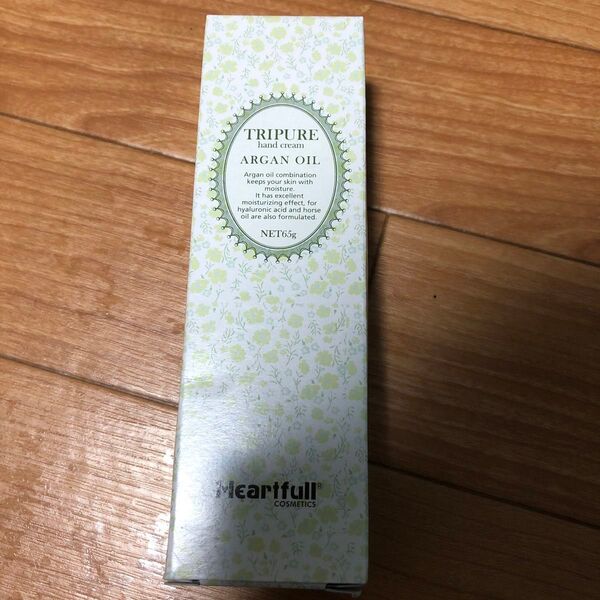 TRIPURE
hand cream
ARGAN OIL
Argan oil combination
keeps your skin with
moisture.
It has excellent
moisturizing effect, for
hyaluronic acid and horse
oil are also formulated.
NET65g
Heartfull®
COSMETICS